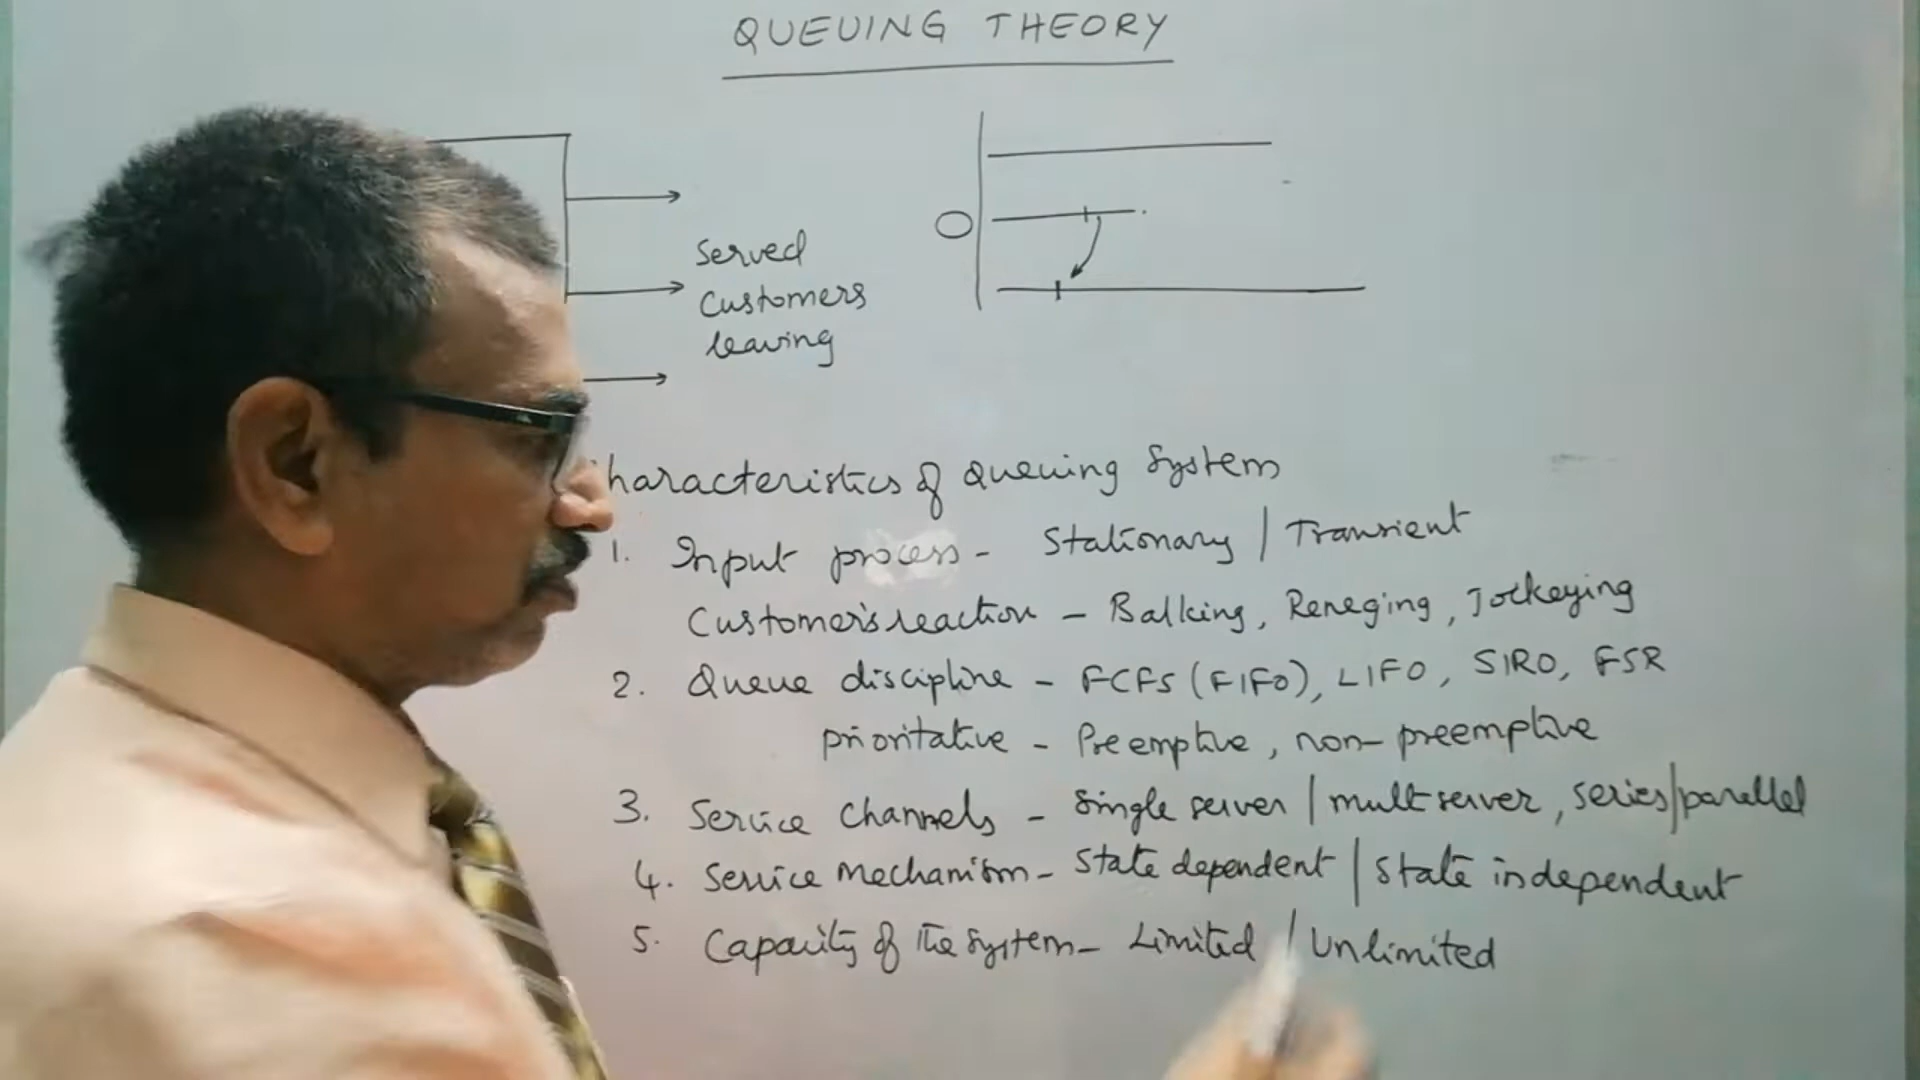 QUEUING THEORY
Served
Customers
leaving
Characteristics of Queuing System
1. Input process - Stationary / Transient
Customer's reaction - Balking, Reneging, Jockeying
2. Queue discipline - FCFS (FIFO), LIFO, SIRO, FSR
prioritative - Preemptive, non-preemptive
3. Service Channels - Single server / multserver, series/parallel
4. Service Mechanism - State dependent / State independent
5. Capacity of the System - Limited / Unlimited